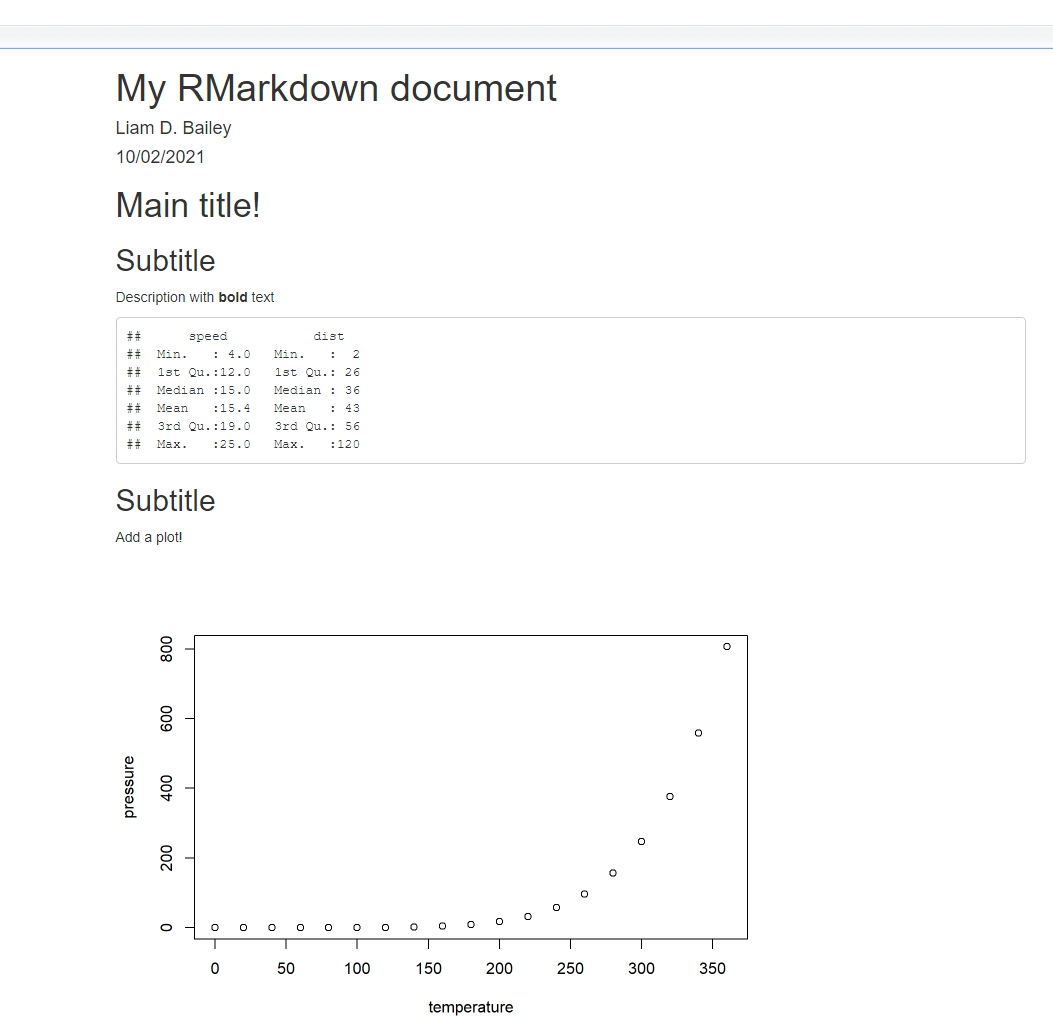 My RMarkdown document
Liam D. Bailey
10/02/2021
Main title!
Subtitle
Description with bold text
##      speed           dist
##  Min.   : 4.0   Min.   :  2
##  1st Qu.:12.0   1st Qu.: 26
##  Median :15.0   Median : 36
##  Mean   :15.4   Mean   : 43
##  3rd Qu.:19.0   3rd Qu.: 56
##  Max.   :25.0   Max.   :120
Subtitle
Add a plot!
800
600
400
200
0
pressure
0 50 100 150 200 250 300 350
temperature